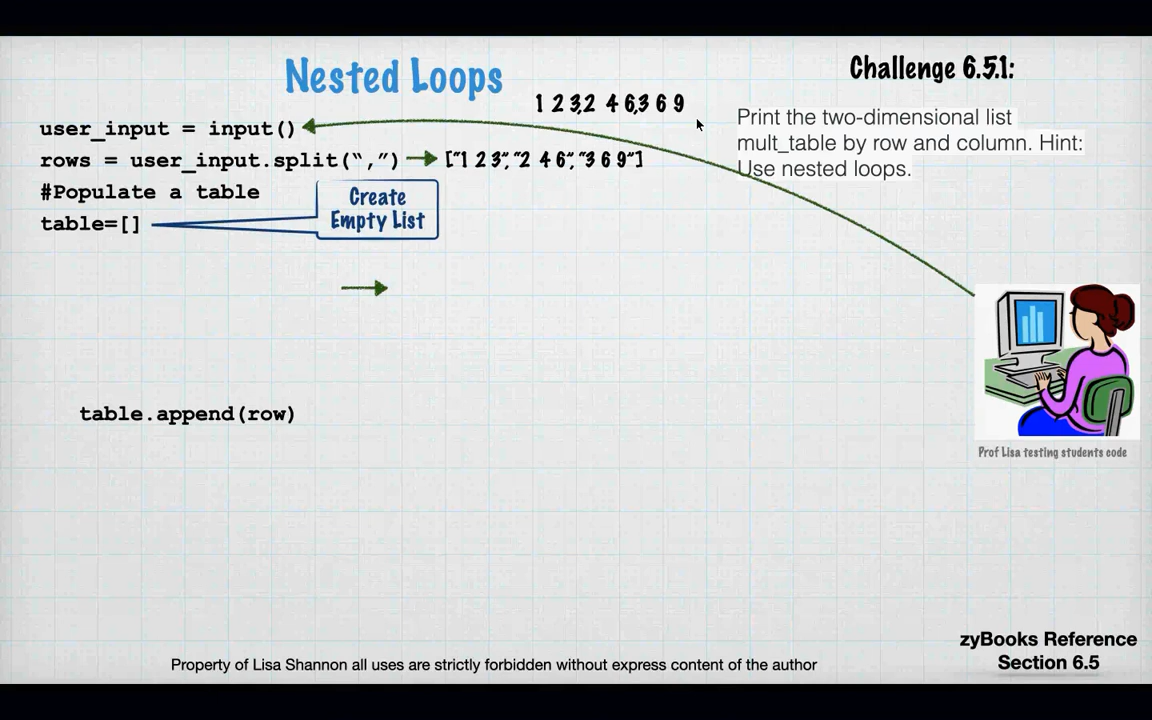 Nested Loops
Challenge 6.5.1:
1 2 3,2 4 6,3 6 9
Print the two-dimensional list
mult_table by row and column. Hint:
Use nested loops.
user_input = input()
rows = user_input.split(“,”) ["1 2 3","2 4 6","3 6 9"]
#Populate a table
table=[]
Create
Empty List
table.append(row)
Prof Lisa testing students code
zyBooks Reference
Section 6.5
Property of Lisa Shannon all uses are strictly forbidden without express content of the author